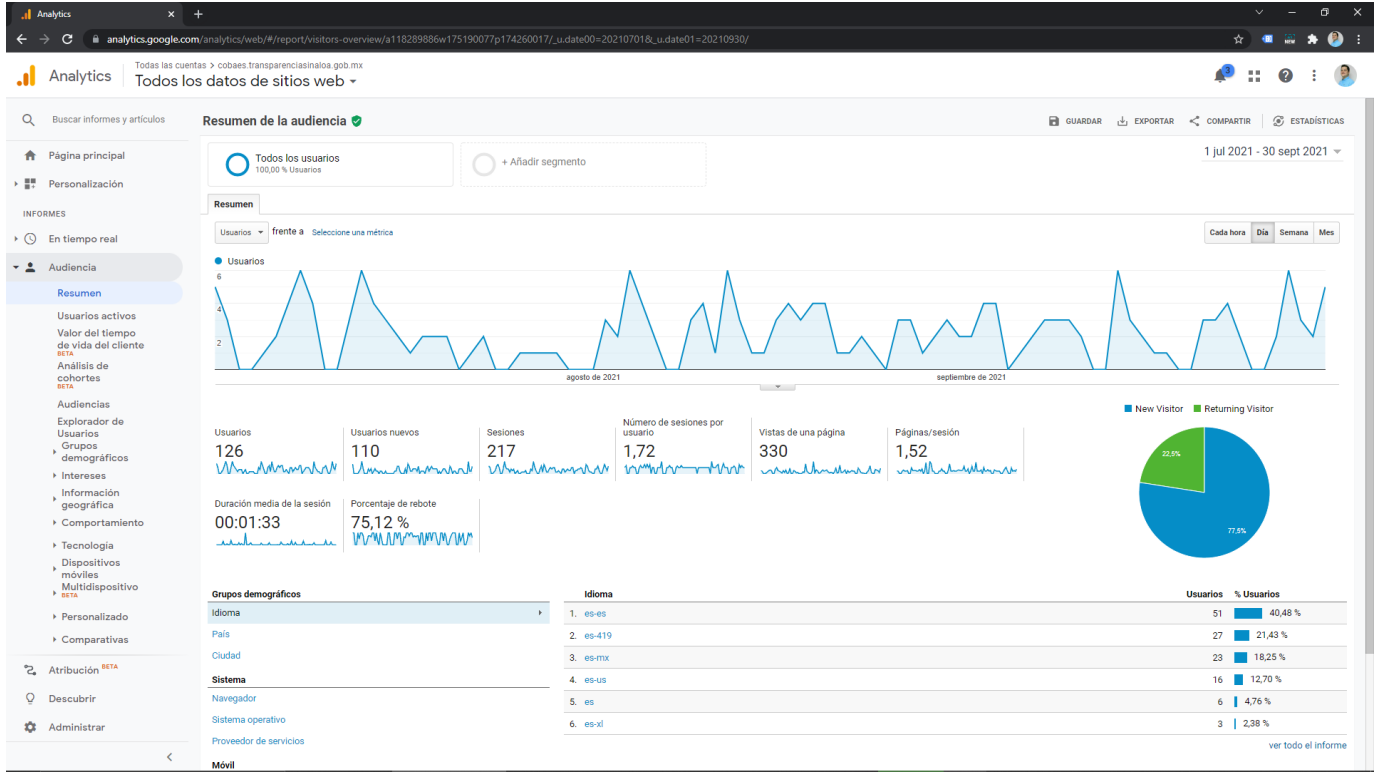 Analytics
analytics.google.com/analytics/web/#/report/visitors-overview/a118289886w175190077p174260017/_u.date00=20210701&_u.date01=20210930/
Analytics
Todas las cuentas > cobaes.transparenciasinaloa.gob.mx
Todos los datos de sitios web
3
Buscar informes y artículos
Página principal
Personalización
INFORMES
En tiempo real
Audiencia
Resumen
Usuarios activos
Valor del tiempo
de vida del cliente
BETA
Análisis de
cohortes
BETA
Audiencias
Explorador de
Usuarios
Grupos
demográficos
Intereses
Información
geográfica
Comportamiento
Tecnología
Dispositivos
móviles
Multidispositivo
BETA
Personalizado
Comparativas
Atribución BETA
Descubrir
Administrar
Resumen de la audiencia
GUARDAR EXPORTAR COMPARTIR ESTADÍSTICAS
Todos los usuarios
100,00 % Usuarios
+ Añadir segmento
1 jul 2021 - 30 sept 2021
Resumen
Usuarios frente a Seleccione una métrica
Cada hora Día Semana Mes
Usuarios
6
4
2
agosto de 2021 septiembre de 2021
New Visitor Returning Visitor
22,5%
77,5%
Usuarios
126
Usuarios nuevos
110
Sesiones
217
Número de sesiones por
usuario
1,72
Vistas de una página
330
Páginas/sesión
1,52
Duración media de la sesión
00:01:33
Porcentaje de rebote
75,12 %
Grupos demográficos
Idioma
País
Ciudad
Sistema
Navegador
Sistema operativo
Proveedor de servicios
Móvil
Idioma Usuarios % Usuarios
1. es-es 51 40,48 %
2. es-419 27 21,43 %
3. es-mx 23 18,25 %
4. es-us 16 12,70 %
5. es 6 4,76 %
6. es-xl 3 2,38 %
ver todo el informe